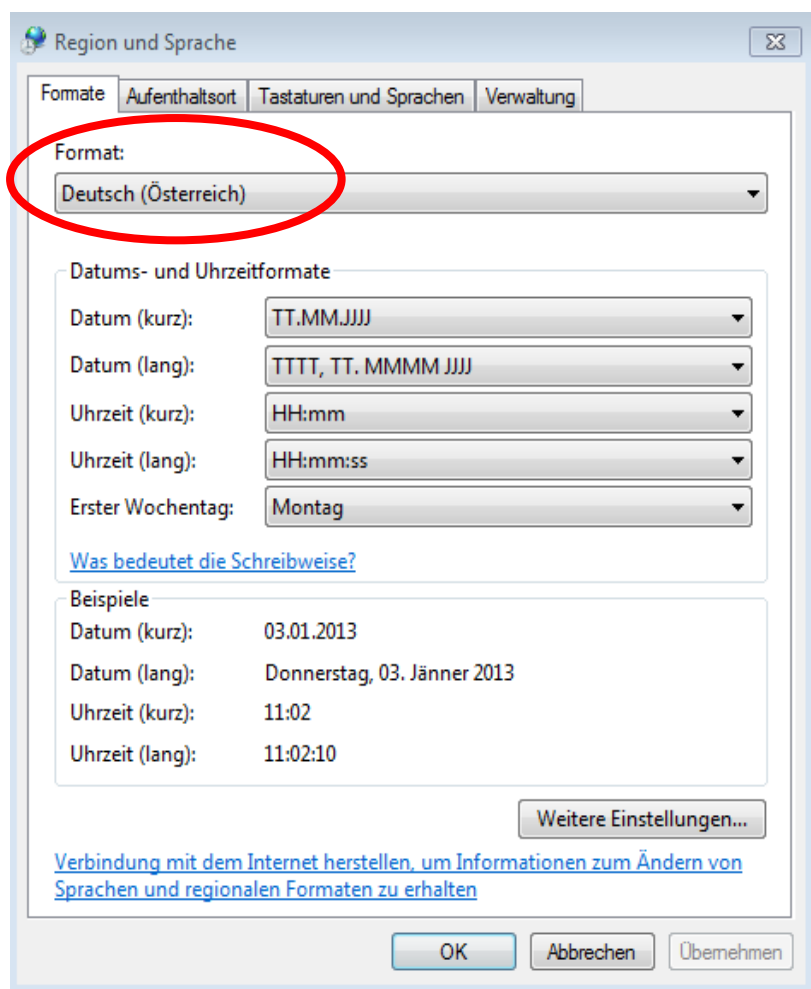 Region und Sprache
Formate Aufenthaltsort Tastaturen und Sprachen Verwaltung
Format:
Deutsch (Österreich)
Datums- und Uhrzeitformate
Datum (kurz): TT.MM.JJJJ
Datum (lang): TTTT, TT. MMMM JJJJ
Uhrzeit (kurz): HH:mm
Uhrzeit (lang): HH:mm:ss
Erster Wochentag: Montag
Was bedeutet die Schreibweise?
Beispiele
Datum (kurz): 03.01.2013
Datum (lang): Donnerstag, 03. Jänner 2013
Uhrzeit (kurz): 11:02
Uhrzeit (lang): 11:02:10
Weitere Einstellungen...
Verbindung mit dem Internet herstellen, um Informationen zum Ändern von
Sprachen und regionalen Formaten zu erhalten
OK Abbrechen Übernehmen